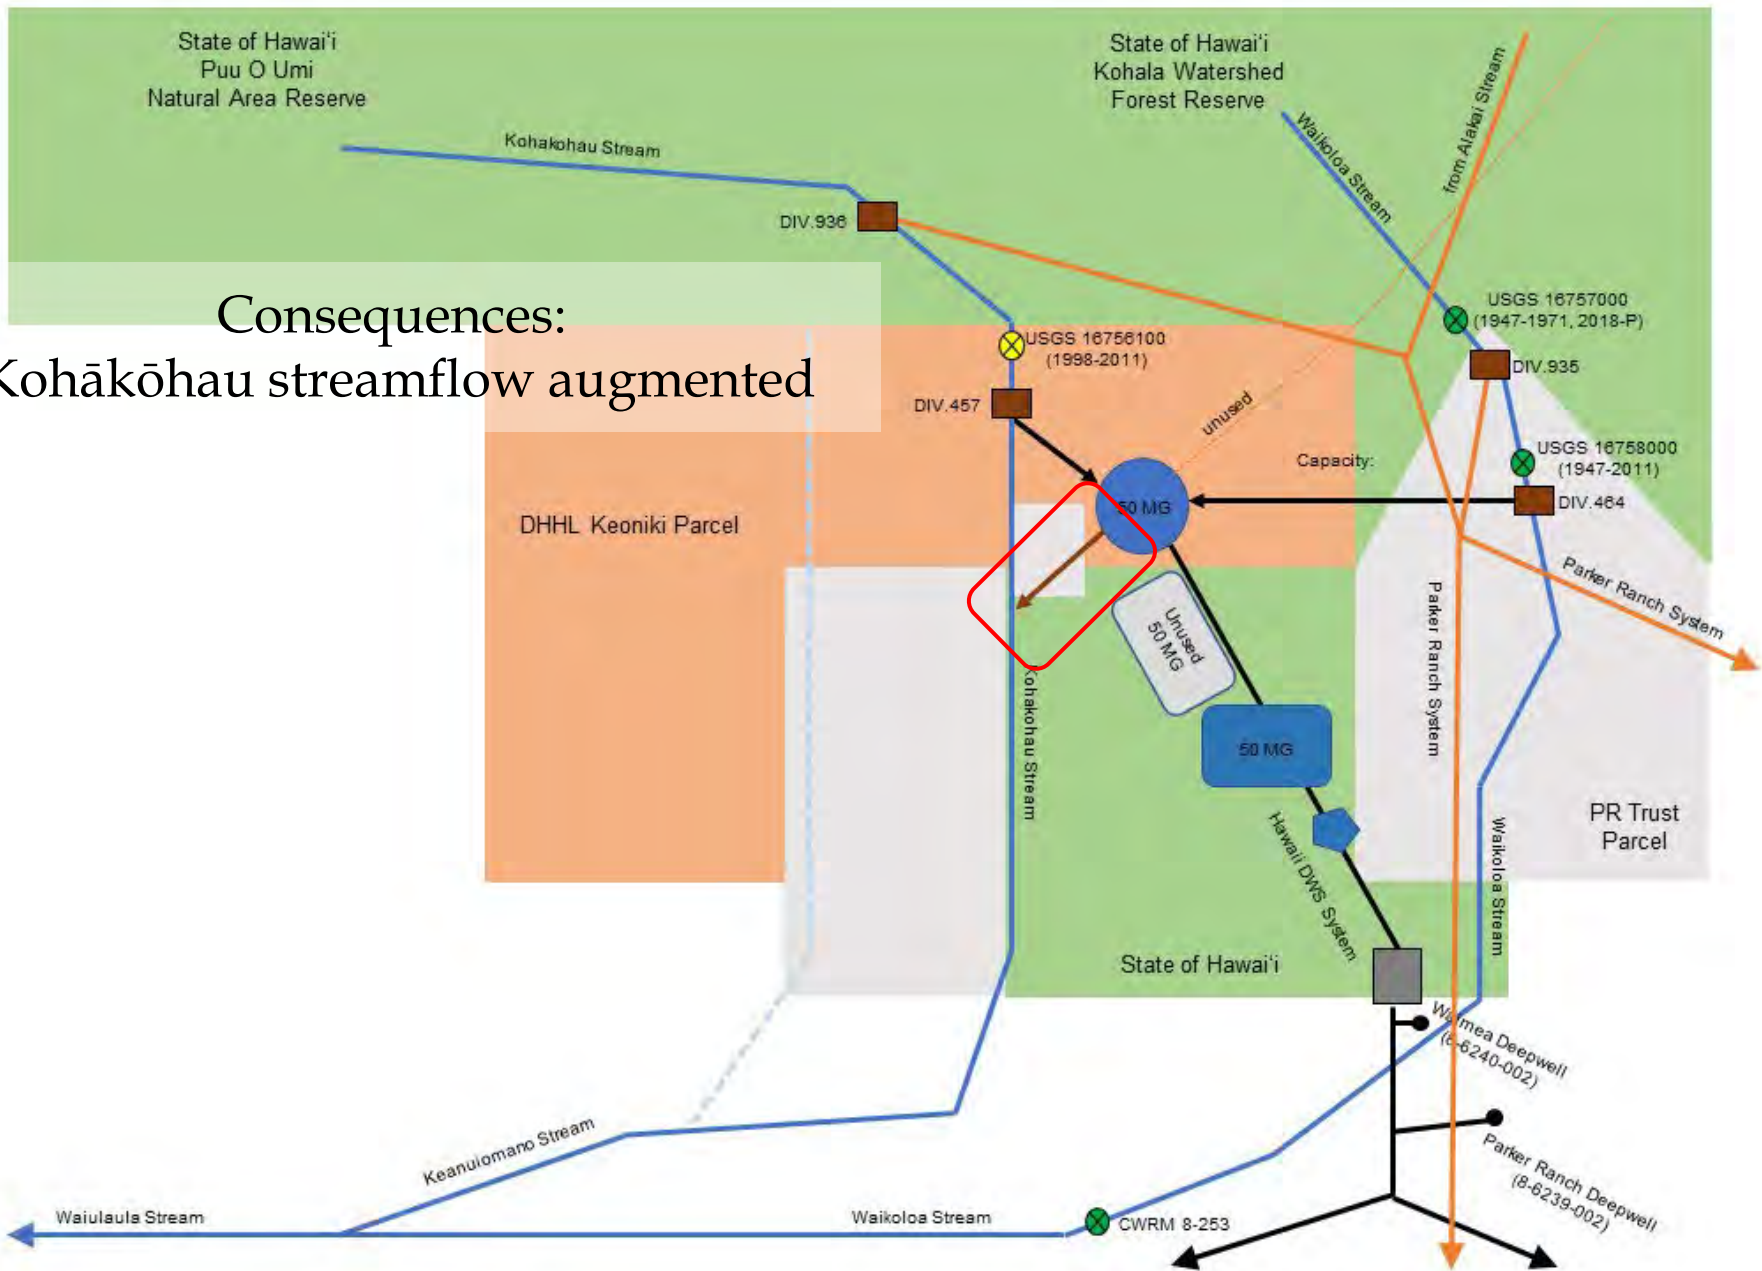 State of Hawai‘i
Puu O Umi
Natural Area Reserve
State of Hawai‘i
Kohala Watershed
Forest Reserve
from Alakai Stream
Waikoloa Stream
Kohakohau Stream
DIV.936
Consequences:
Kohākōhau streamflow augmented
USGS 16756100
(1998-2011)
USGS 16757000
(1947-1971, 2018-P)
DIV.935
DIV.457
unused
Capacity:
USGS 16758000
(1947-2011)
DIV.464
50 MG
DHHL Keoniki Parcel
Unused
50 MG
Parker Ranch System
Parker Ranch System
Kohakohau Stream
50 MG
Hawaii DWS System
PR Trust
Parcel
Waikoloa Stream
State of Hawai‘i
Waimea Deepwell
(8-6240-002)
Parker Ranch Deepwell
(8-6239-002)
Keanuiomano Stream
Waiulaula Stream
Waikoloa Stream
CWRM 8-253